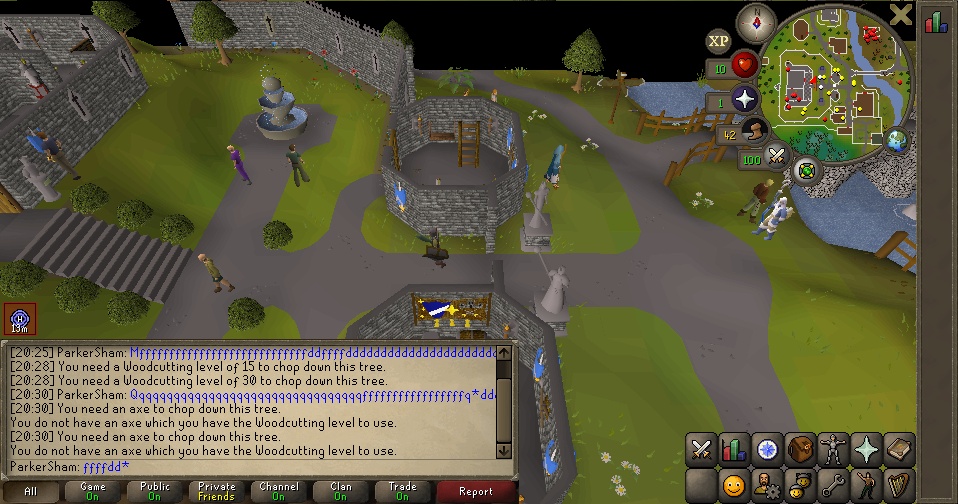 N
XP
10
1
42
100
13m
[20:25] ParkerSham: Mfffffffffffffffffffffffffffffddffffdddddddddddddddddddddddddd
[20:28] You need a Woodcutting level of 15 to chop down this tree.
[20:28] You need a Woodcutting level of 30 to chop down this tree.
[20:30] ParkerSham: Qqqqqqqqqqqqqqqqqqqqqqqqqqqqqqqqqqffffffffffffffffffq*ddd
[20:30] You need an axe to chop down this tree.
You do not have an axe which you have the Woodcutting level to use.
[20:30] You need an axe to chop down this tree.
You do not have an axe which you have the Woodcutting level to use.
ParkerSham: ffffdd*
All
Game
On
Public
On
Private
Friends
Channel
On
Clan
On
Trade
On
Report